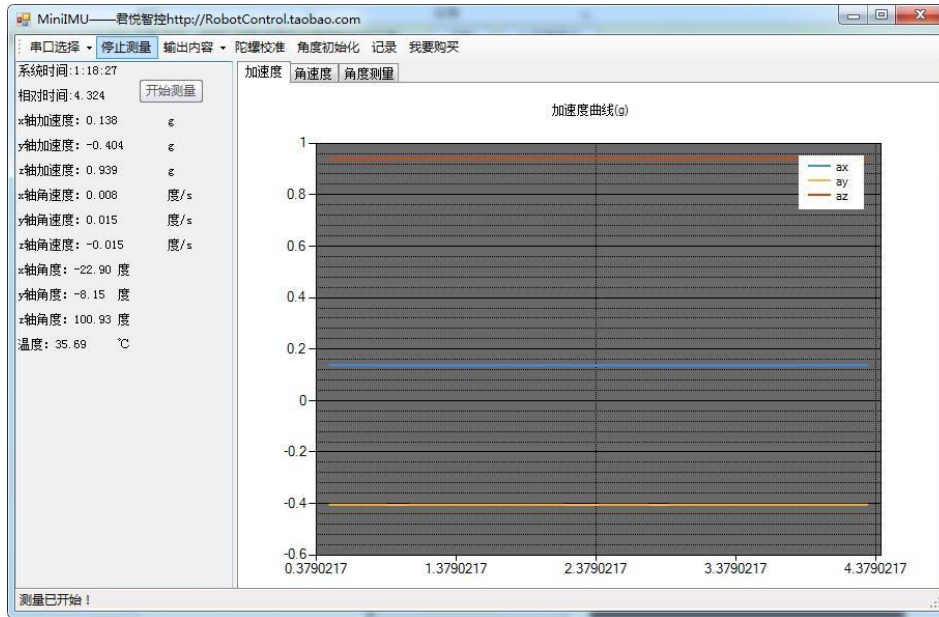 MiniIMU——君悦智控http://RobotControl.taobao.com
串口选择 停止测量 输出内容 陀螺校准 角度初始化 记录 我要购买
系统时间:1:18:27
相对时间:4.324
开始测量
x轴加速度: 0.138 g
y轴加速度: -0.404 g
z轴加速度: 0.939 g
x轴角速度: 0.008 度/s
y轴角速度: 0.015 度/s
z轴角速度: -0.015 度/s
x轴角度: -22.90 度
y轴角度: -8.15 度
z轴角度: 100.93 度
温度: 35.69 ℃
加速度 角速度 角度测量
加速度曲线(g)
1
0.8
0.6
0.4
0.2
0
-0.2
-0.4
-0.6
0.3790217 1.3790217 2.3790217 3.3790217 4.3790217
ax
ay
az
测量已开始！